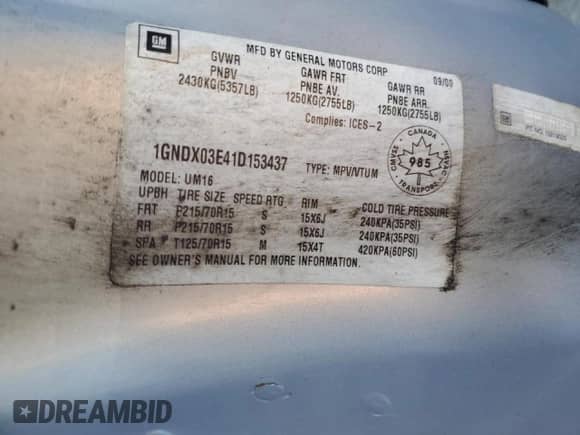 GM
MFD BY GENERAL MOTORS CORP
09/00
GVWR GAWR FRT GAWR RR
PNBV PNBE AV. PNBE ARR.
2430KG(5357LB) 1250KG(2755LB) 1250KG(2755LB)
Complies: ICES-2
1GNDX03E41D153437 TYPE: MPV/VTUM
CANADA
985
TRANSPORT
MODEL: UM16
UPBH TIRE SIZE SPEED RTG RIM COLD TIRE PRESSURE
FRT P215/70R15 S 15X6J 240KPA(35PSI)
RR P215/70R15 S 15X6J 240KPA(35PSI)
SPA T125/70R15 M 15X4T 420KPA(60PSI)
SEE OWNER'S MANUAL FOR MORE INFORMATION
DREAMBID